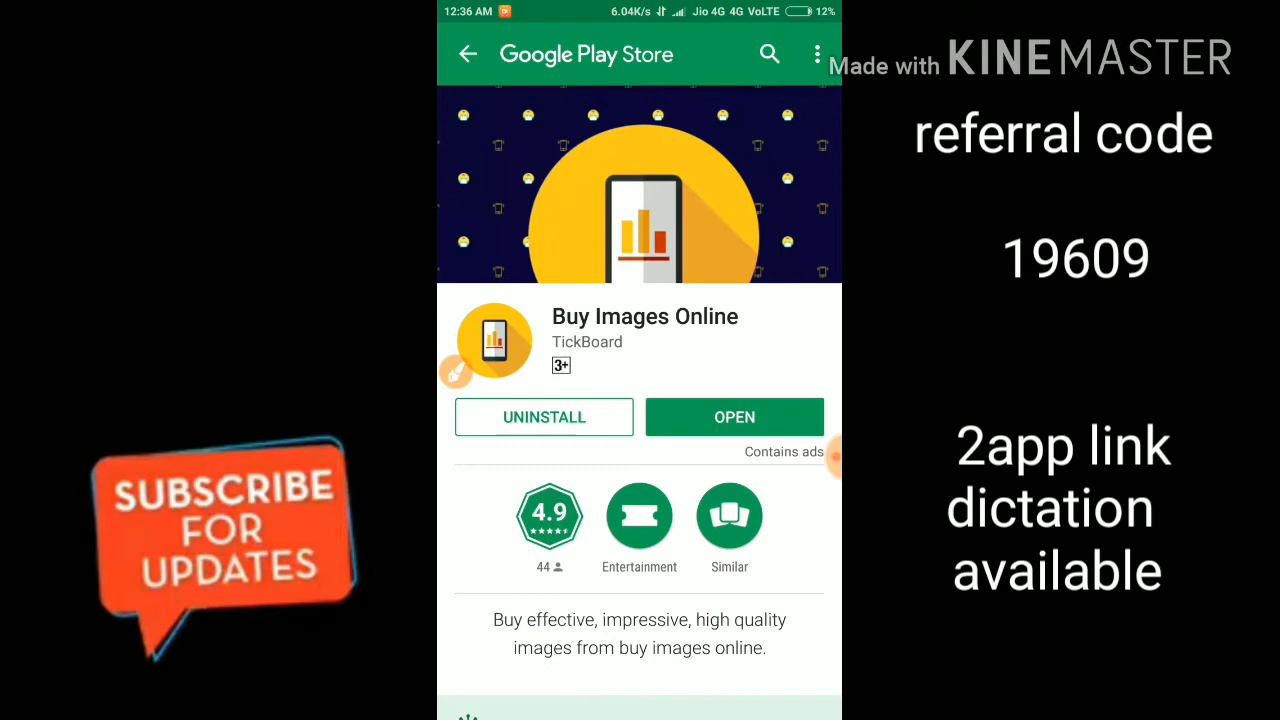 12:36 AM
6.04K/s Jio 4G 4G VoLTE 12%
Google Play Store
Made with KINEMASTER
referral code
19609
Buy Images Online
TickBoard
3+
UNINSTALL
OPEN
Contains ads
4.9
44
Entertainment
Similar
Buy effective, impressive, high quality
images from buy images online.
2app link
dictation
available
SUBSCRIBE
FOR
UPDATES